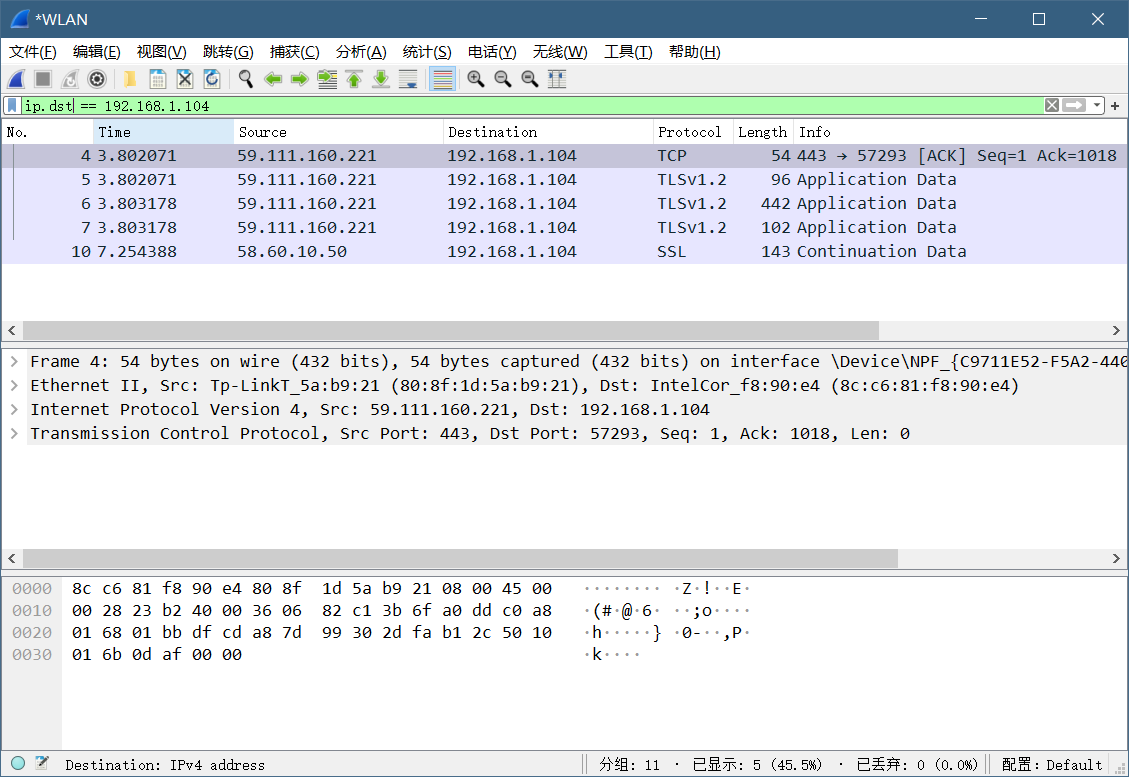 *WLAN
文件(F) 编辑(E) 视图(V) 跳转(G) 捕获(C) 分析(A) 统计(S) 电话(Y) 无线(W) 工具(T) 帮助(H)
ip.dst == 192.168.1.104
No. Time Source Destination Protocol Length Info
4 3.802071 59.111.160.221 192.168.1.104 TCP 54 443 → 57293 [ACK] Seq=1 Ack=1018
5 3.802071 59.111.160.221 192.168.1.104 TLSv1.2 96 Application Data
6 3.803178 59.111.160.221 192.168.1.104 TLSv1.2 442 Application Data
7 3.803178 59.111.160.221 192.168.1.104 TLSv1.2 102 Application Data
10 7.254388 58.60.10.50 192.168.1.104 SSL 143 Continuation Data
Frame 4: 54 bytes on wire (432 bits), 54 bytes captured (432 bits) on interface \Device\NPF_{C9711E52-F5A2-440
Ethernet II, Src: Tp-LinkT_5a:b9:21 (80:8f:1d:5a:b9:21), Dst: IntelCor_f8:90:e4 (8c:c6:81:f8:90:e4)
Internet Protocol Version 4, Src: 59.111.160.221, Dst: 192.168.1.104
Transmission Control Protocol, Src Port: 443, Dst Port: 57293, Seq: 1, Ack: 1018, Len: 0
0000 8c c6 81 f8 90 e4 80 8f 1d 5a b9 21 08 00 45 00 ········ ·Z·!··E·
0010 00 28 23 b2 40 00 36 06 82 c1 3b 6f a0 dd c0 a8 ·(#·@·6· ··;o····
0020 01 68 01 bb df cd a8 7d 99 30 2d fa b1 2c 50 10 ·h·····} ·0-··,P·
0030 01 6b 0d af 00 00 ·k····
Destination: IPv4 address 分组: 11 · 已显示: 5 (45.5%) · 已丢弃: 0 (0.0%) 配置: Default